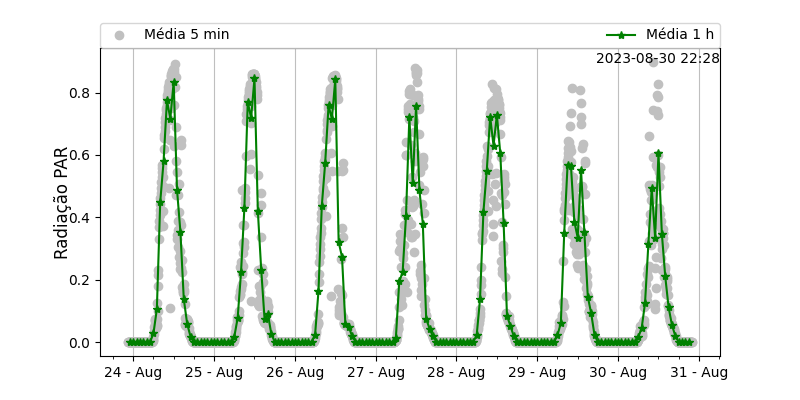 Média 5 min
Média 1 h
2023-08-30 22:28
Radiação PAR
0.8
0.6
0.4
0.2
0.0
24 - Aug
25 - Aug
26 - Aug
27 - Aug
28 - Aug
29 - Aug
30 - Aug
31 - Aug